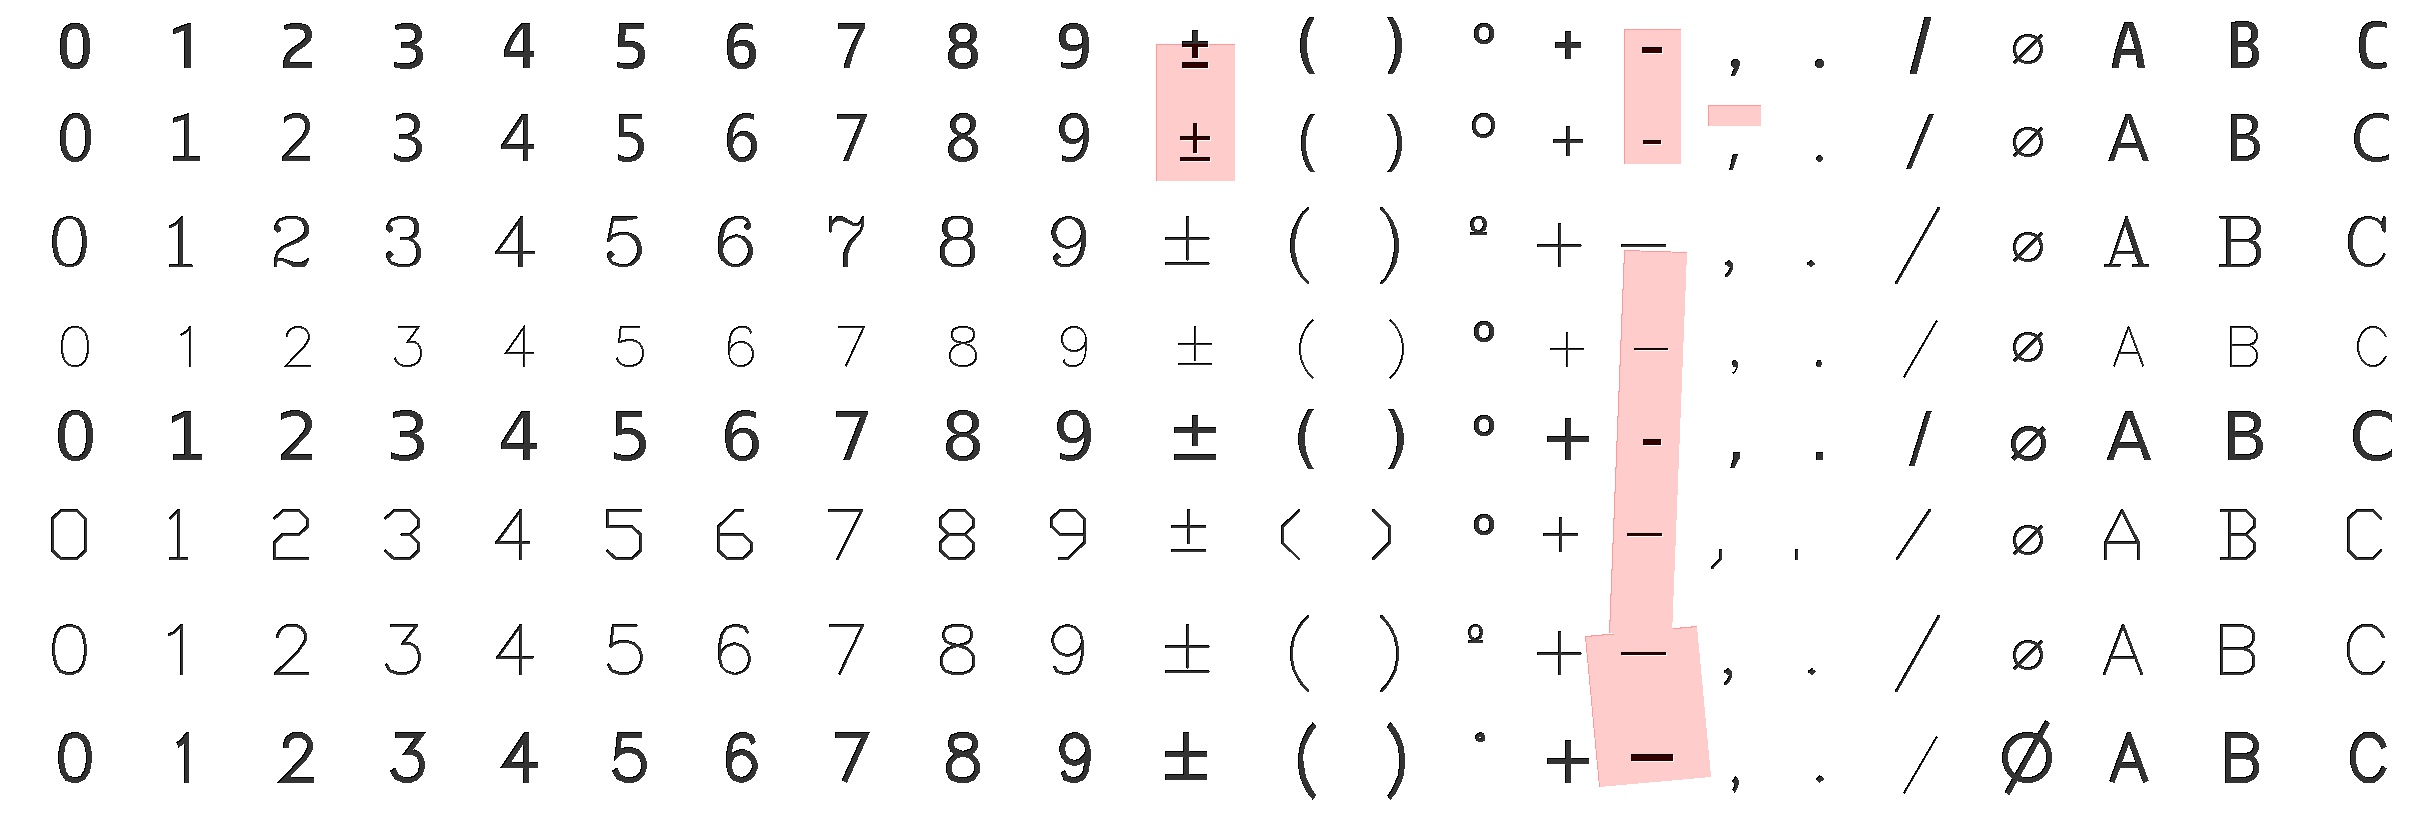 0 1 2 3 4 5 6 7 8 9 ± ( ) ° + - , . / ⌀ A B C
0 1 2 3 4 5 6 7 8 9 ± ( ) ° + - , . / ⌀ A B C
0 1 2 3 4 5 6 7 8 9 ± ( ) º + - , . / ⌀ A B C
0 1 2 3 4 5 6 7 8 9 ± ( ) ° + - , . / ⌀ A B C
0 1 2 3 4 5 6 7 8 9 ± ( ) ° + - , . / ⌀ A B C
0 1 2 3 4 5 6 7 8 9 ± ( ) ° + - , . / ⌀ A B C
0 1 2 3 4 5 6 7 8 9 ± ( ) º + - , . / ⌀ A B C
0 1 2 3 4 5 6 7 8 9 ± ( ) ° + - , . / Ø A B C